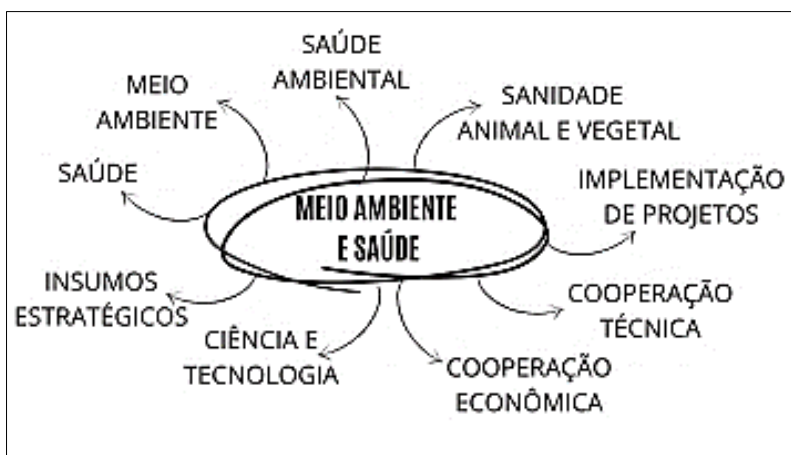 SAÚDE
AMBIENTAL
MEIO
AMBIENTE
SANIDADE
ANIMAL E VEGETAL
SAÚDE
IMPLEMENTAÇÃO
DE PROJETOS
MEIO AMBIENTE
E SAÚDE
INSUMOS
ESTRATÉGICOS
COOPERAÇÃO
TÉCNICA
CIÊNCIA E
TECNOLOGIA
COOPERAÇÃO
ECONÔMICA